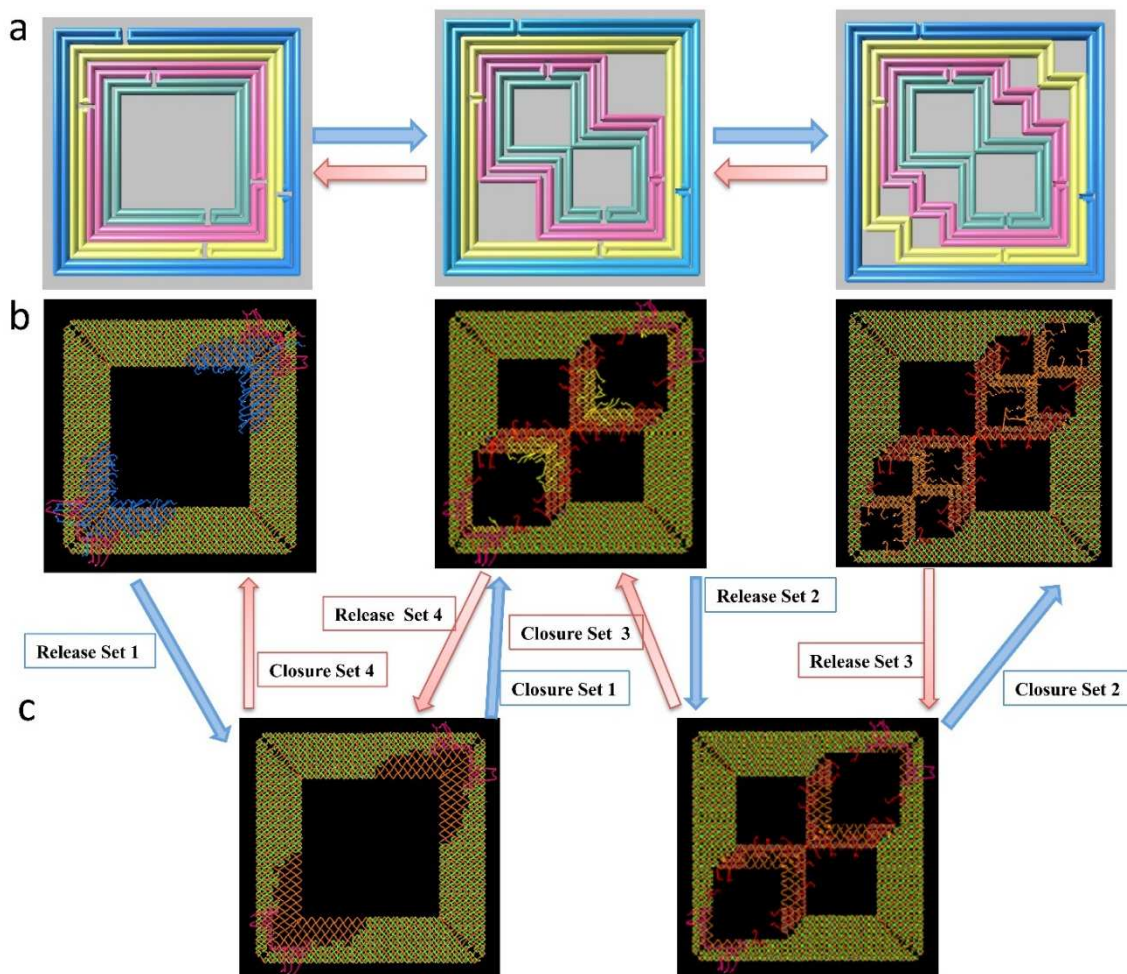 a
b
Release Set 1
Closure Set 4
Release Set 4
Closure Set 1
Closure Set 3
Release Set 2
Release Set 3
Closure Set 2
c